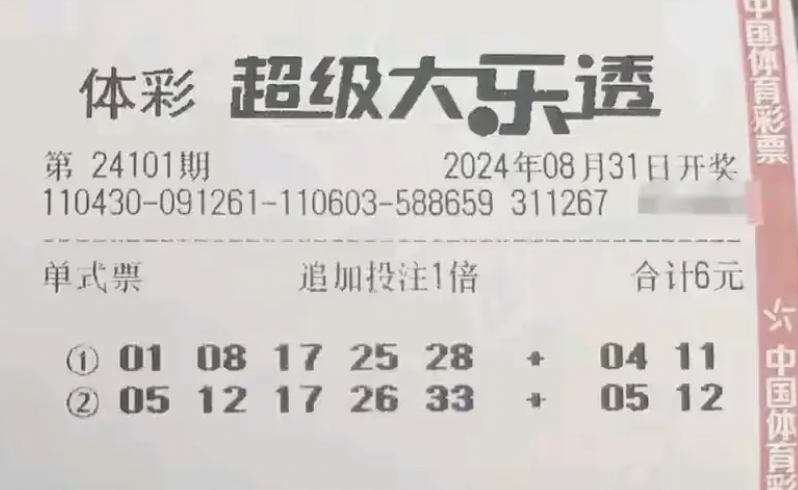 体彩 超级大乐透
第 24101期 2024年08月31日开奖
110430-091261-110603-588659 311267
单式票 追加投注1倍 合计6元
① 01 08 17 25 28 + 04 11
② 05 12 17 26 33 + 05 12
中国体育彩票
中国体育彩